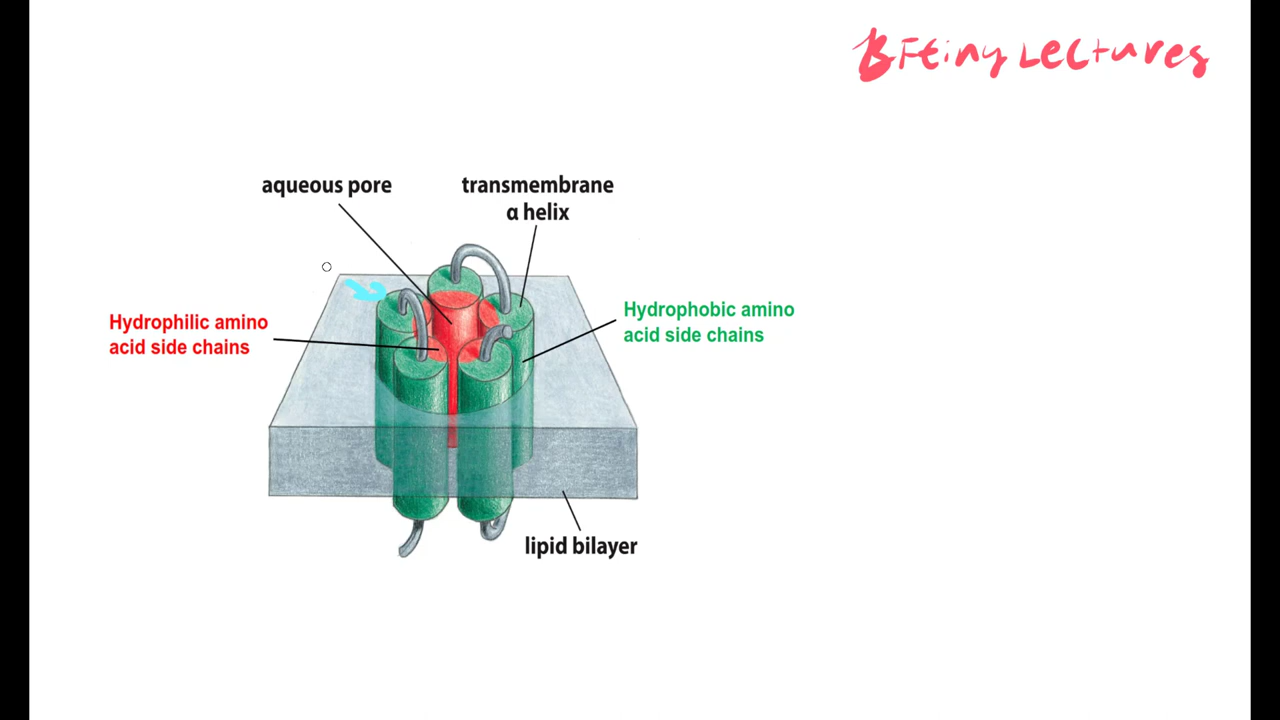 BFtiny Lectures
aqueous pore
transmembrane
α helix
Hydrophilic amino
acid side chains
Hydrophobic amino
acid side chains
lipid bilayer